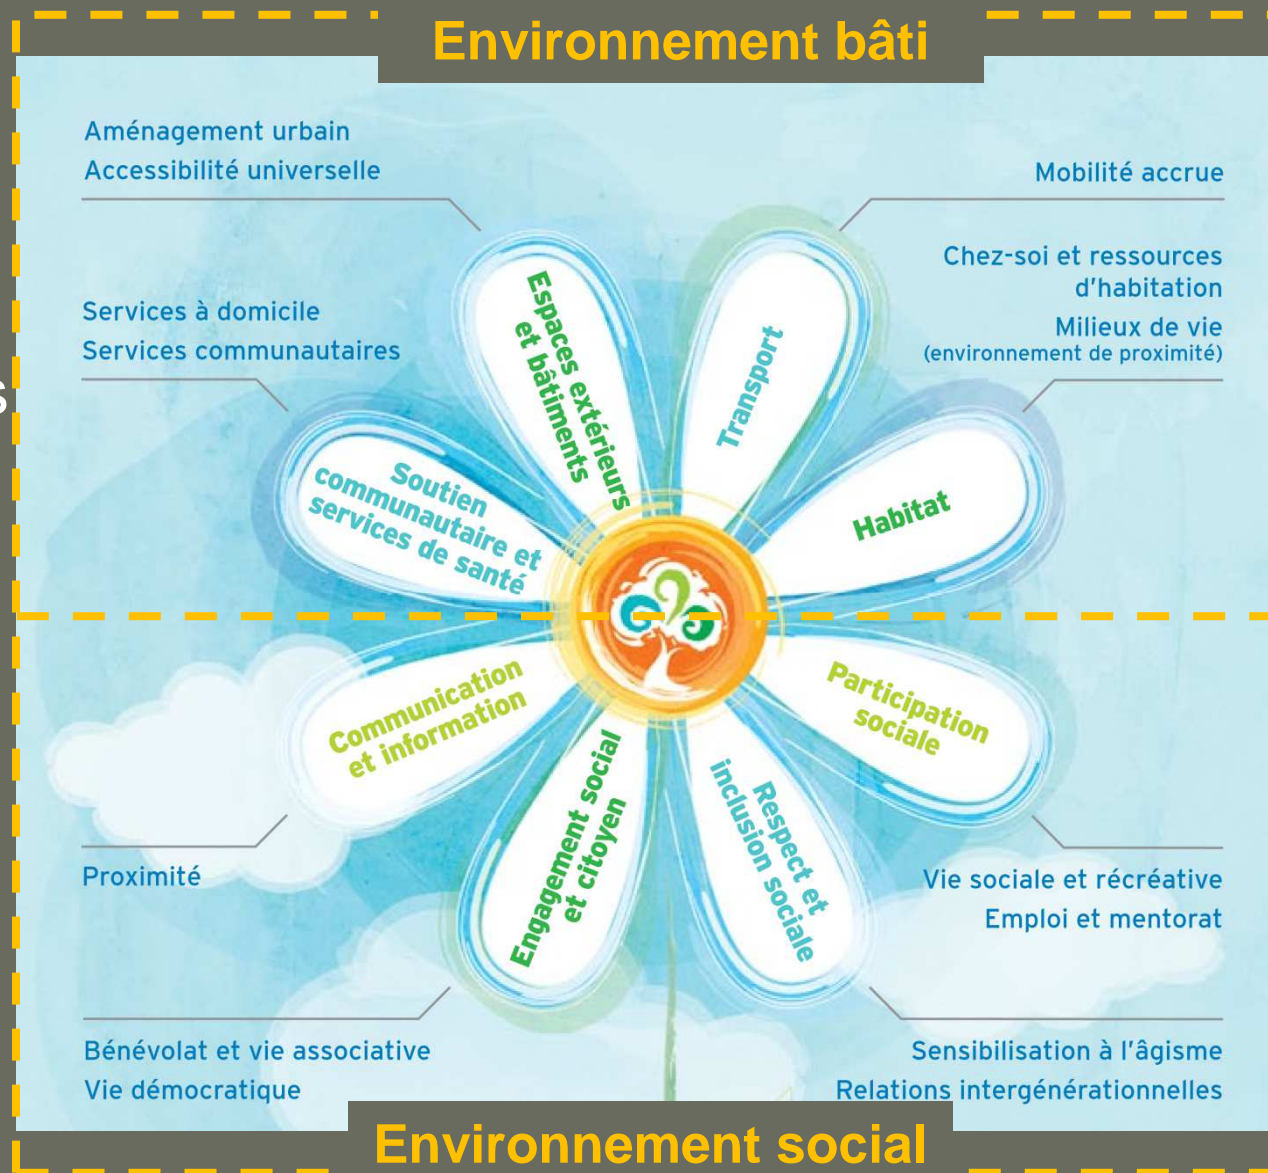 Environnement bâti
Aménagement urbain
Accessibilité universelle
Mobilité accrue
Chez-soi et ressources
d'habitation
Milieux de vie
(environnement de proximité)
Services à domicile
Services communautaires
s
Espaces extérieurs
et bâtiments
Transport
Habitat
Soutien
communautaire et
services de santé
Communication
et information
Engagement social
et citoyen
Respect et
inclusion sociale
Participation
sociale
Proximité
Vie sociale et récréative
Emploi et mentorat
Bénévolat et vie associative
Vie démocratique
Sensibilisation à l'âgisme
Relations intergénérationnelles
Environnement social